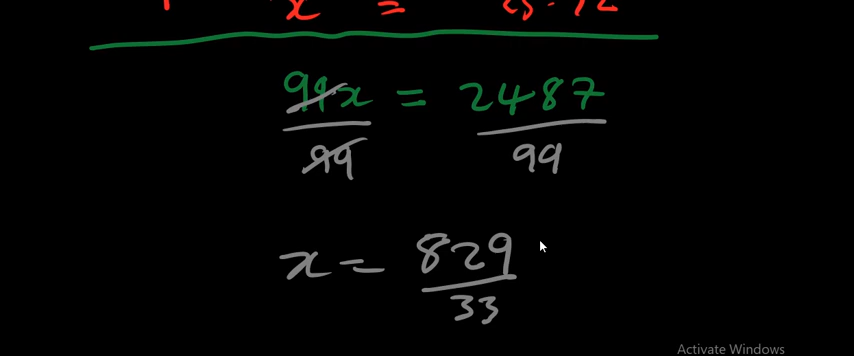 x =
99x = 2487
99 99
x = 829
33
Activate Windows